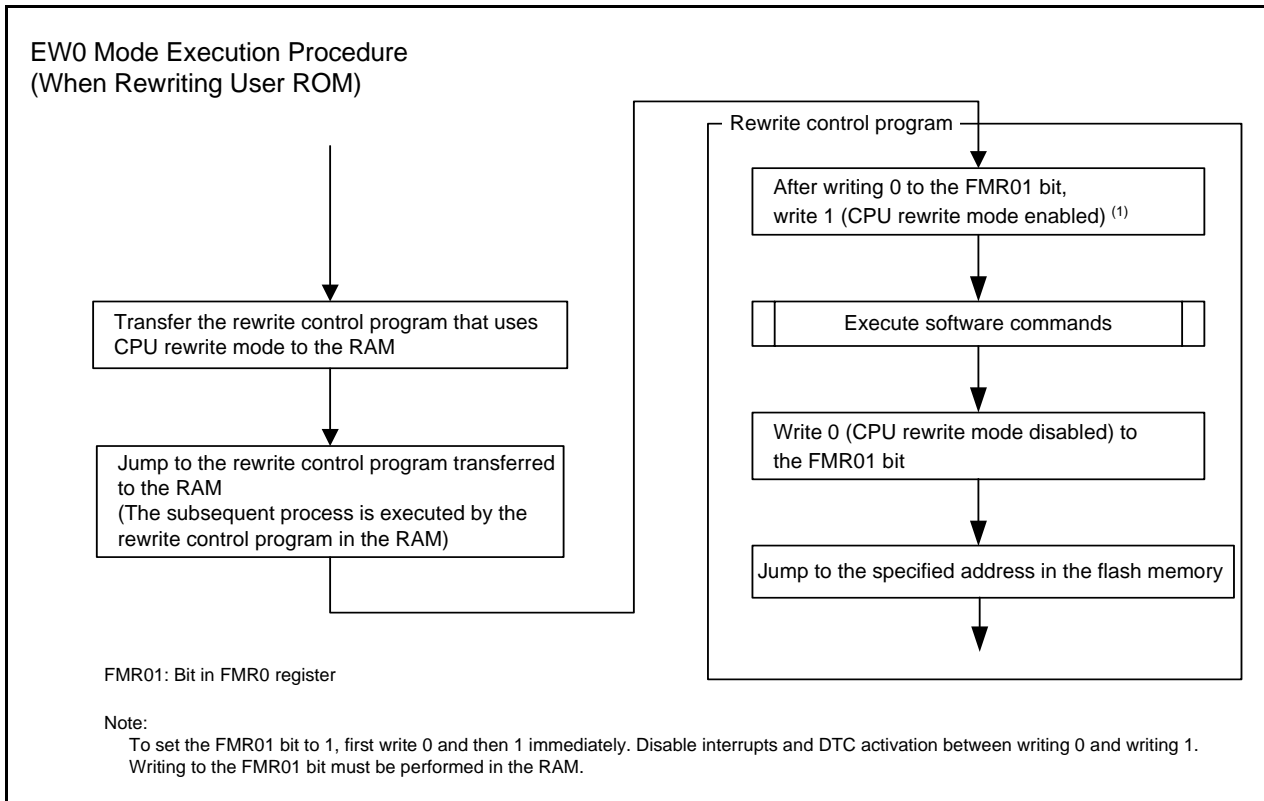 EW0 Mode Execution Procedure
(When Rewriting User ROM)
Transfer the rewrite control program that uses
CPU rewrite mode to the RAM
Jump to the rewrite control program transferred
to the RAM
(The subsequent process is executed by the
rewrite control program in the RAM)
Rewrite control program
After writing 0 to the FMR01 bit,
write 1 (CPU rewrite mode enabled) (1)
Execute software commands
Write 0 (CPU rewrite mode disabled) to
the FMR01 bit
Jump to the specified address in the flash memory
FMR01: Bit in FMR0 register
Note:
To set the FMR01 bit to 1, first write 0 and then 1 immediately. Disable interrupts and DTC activation between writing 0 and writing 1.
Writing to the FMR01 bit must be performed in the RAM.